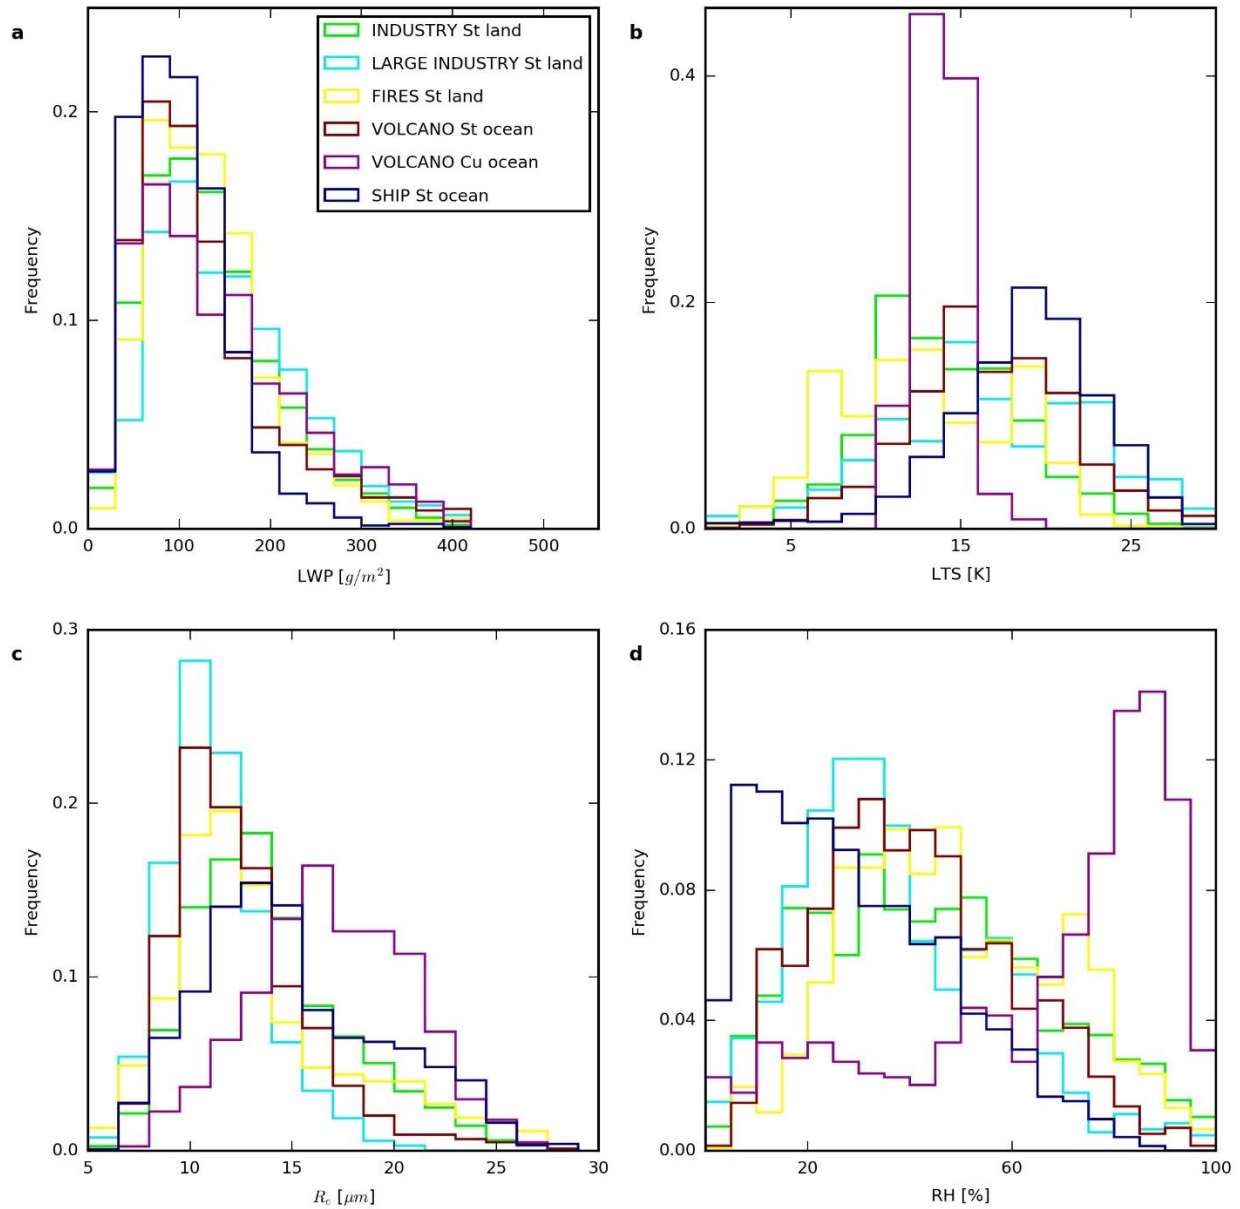 a
INDUSTRY St land
LARGE INDUSTRY St land
FIRES St land
VOLCANO St ocean
VOLCANO Cu ocean
SHIP St ocean
0.2
0.1
0.0
Frequency
0 100 200 300 400 500
LWP [g/m²]
b
0.4
0.2
0.0
Frequency
5 15 25
LTS [K]
c
0.3
0.2
0.1
0.0
Frequency
5 10 15 20 25 30
Rₑ [μm]
d
0.16
0.12
0.08
0.04
0.00
Frequency
20 60 100
RH [%]